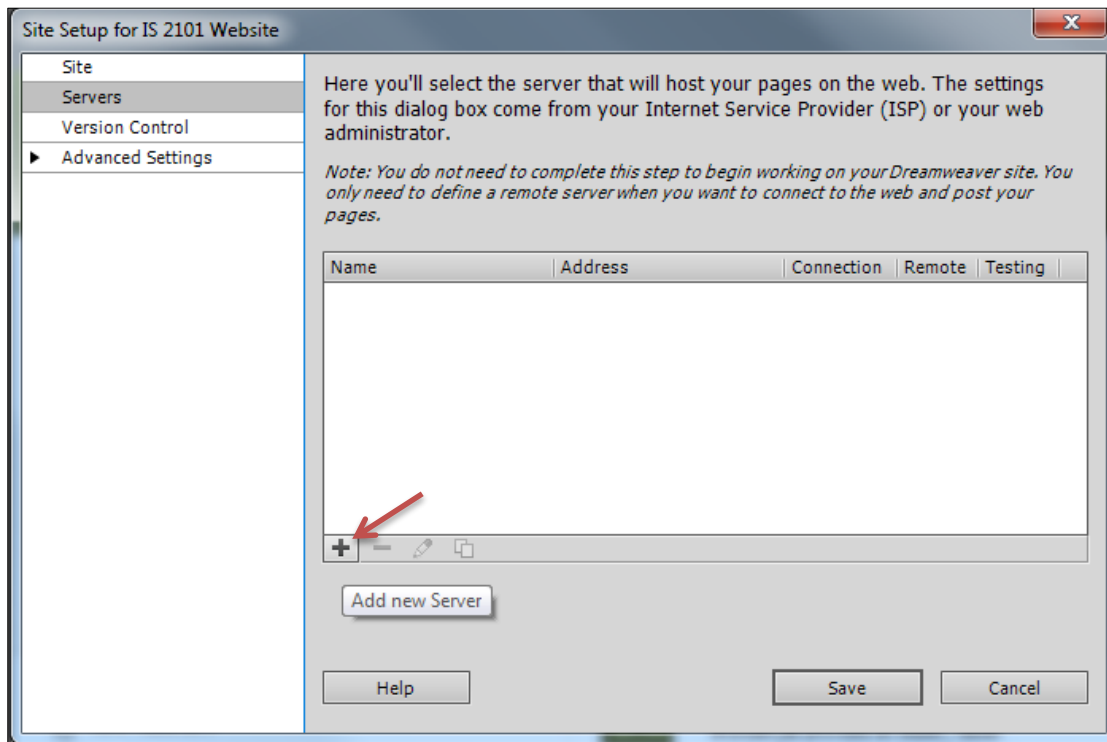 Site Setup for IS 2101 Website
Site
Servers
Version Control
Advanced Settings
Here you'll select the server that will host your pages on the web. The settings
for this dialog box come from your Internet Service Provider (ISP) or your web
administrator.
Note: You do not need to complete this step to begin working on your Dreamweaver site. You
only need to define a remote server when you want to connect to the web and post your
pages.
Name Address Connection Remote Testing
Add new Server
Help Save Cancel